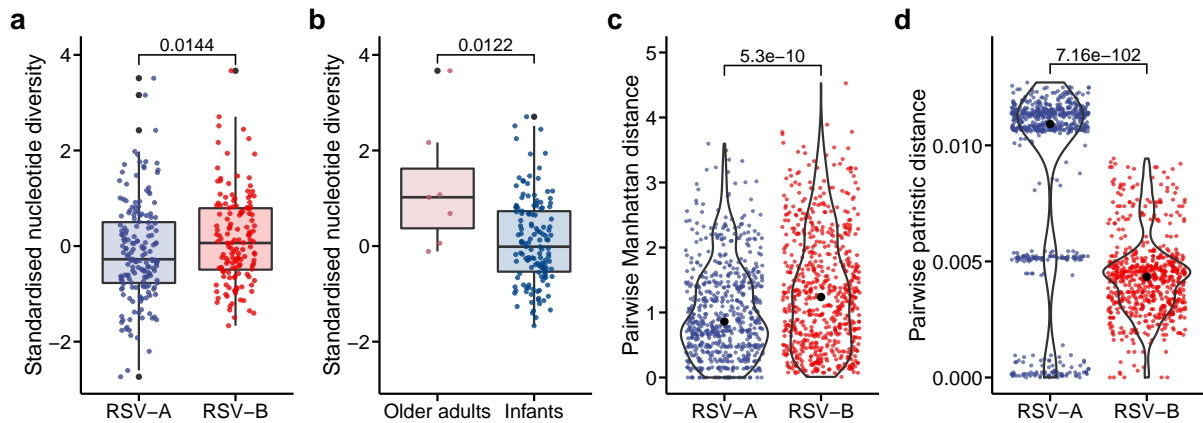 a
0.0144
Standardised nucleotide diversity
4
2
0
−2
RSV−A
RSV−B
b
0.0122
Standardised nucleotide diversity
4
2
0
−2
Older adults
Infants
c
5.3e−10
Pairwise Manhattan distance
5
4
3
2
1
0
RSV−A
RSV−B
d
7.16e−102
Pairwise patristic distance
0.010
0.005
0.000
RSV−A
RSV−B